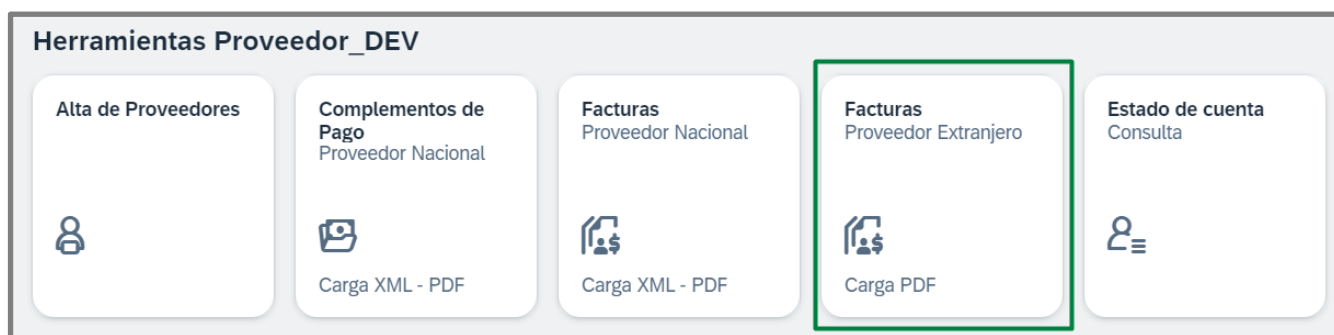 Herramientas Proveedor_DEV
Alta de Proveedores
Complementos de
Pago
Proveedor Nacional
Carga XML - PDF
Facturas
Proveedor Nacional
Carga XML - PDF
Facturas
Proveedor Extranjero
Carga PDF
Estado de cuenta
Consulta